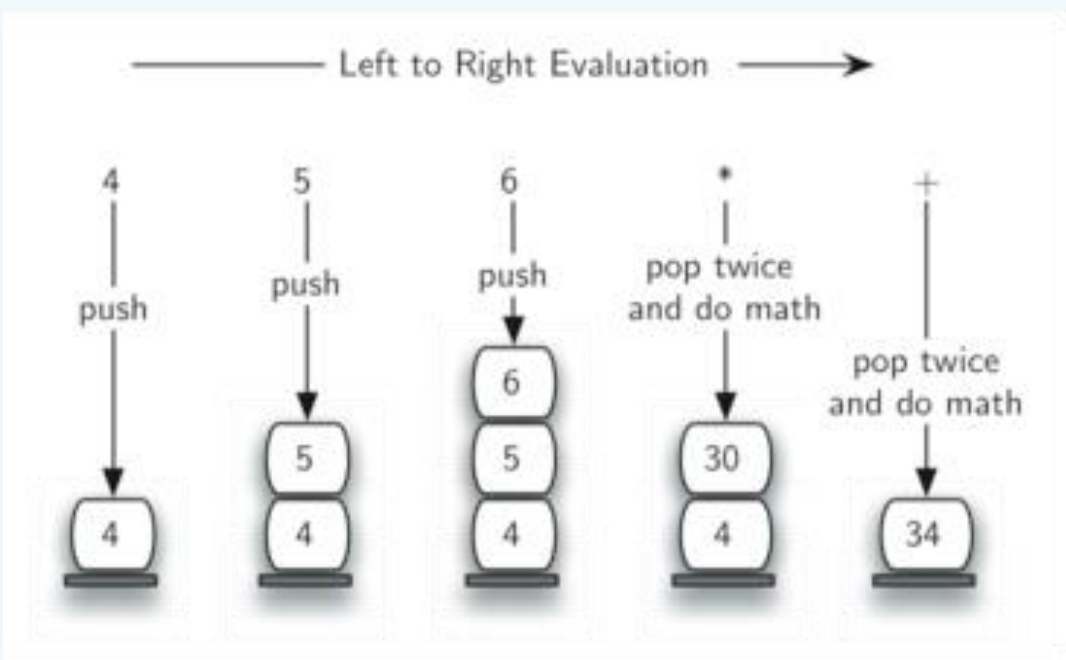 Left to Right Evaluation
4 5 6 * +
push
push
push
pop twice
and do math
pop twice
and do math
6
5 5 30
4 4 4 4 34